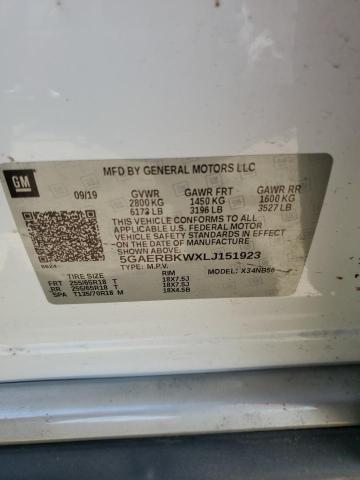 GM
MFD BY GENERAL MOTORS LLC
09/19 GVWR GAWR FRT GAWR RR
2800 KG 1450 KG 1600 KG
6173 LB 3196 LB 3527 LB
THIS VEHICLE CONFORMS TO ALL
APPLICABLE U.S. FEDERAL MOTOR
VEHICLE SAFETY STANDARDS IN
EFFECT ON THE DATE OF MANUFACTURE
SHOWN ABOVE.
5GAERBKWXLJ151923
TYPE: M.P.V. MODEL: X34NB56
TIRE SIZE RIM
FRT 255/65R18 T 18X7.5J
RR 255/65R18 T 18X7.5J
SPA T135/70R18 M 18X4.5B